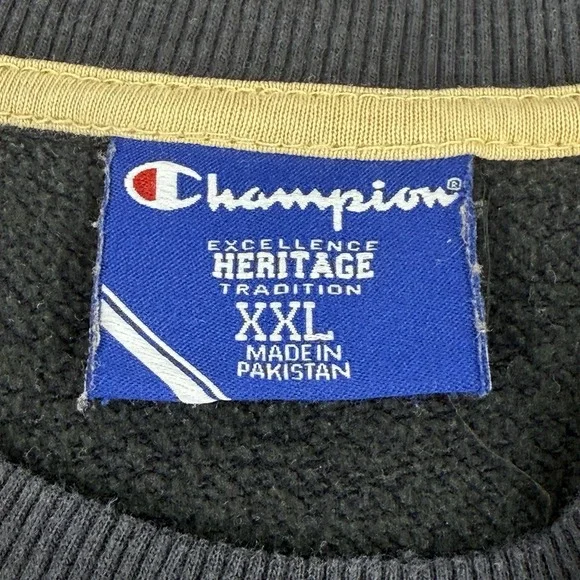 Champion®
EXCELLENCE
HERITAGE
TRADITION
XXL
MADE IN
PAKISTAN